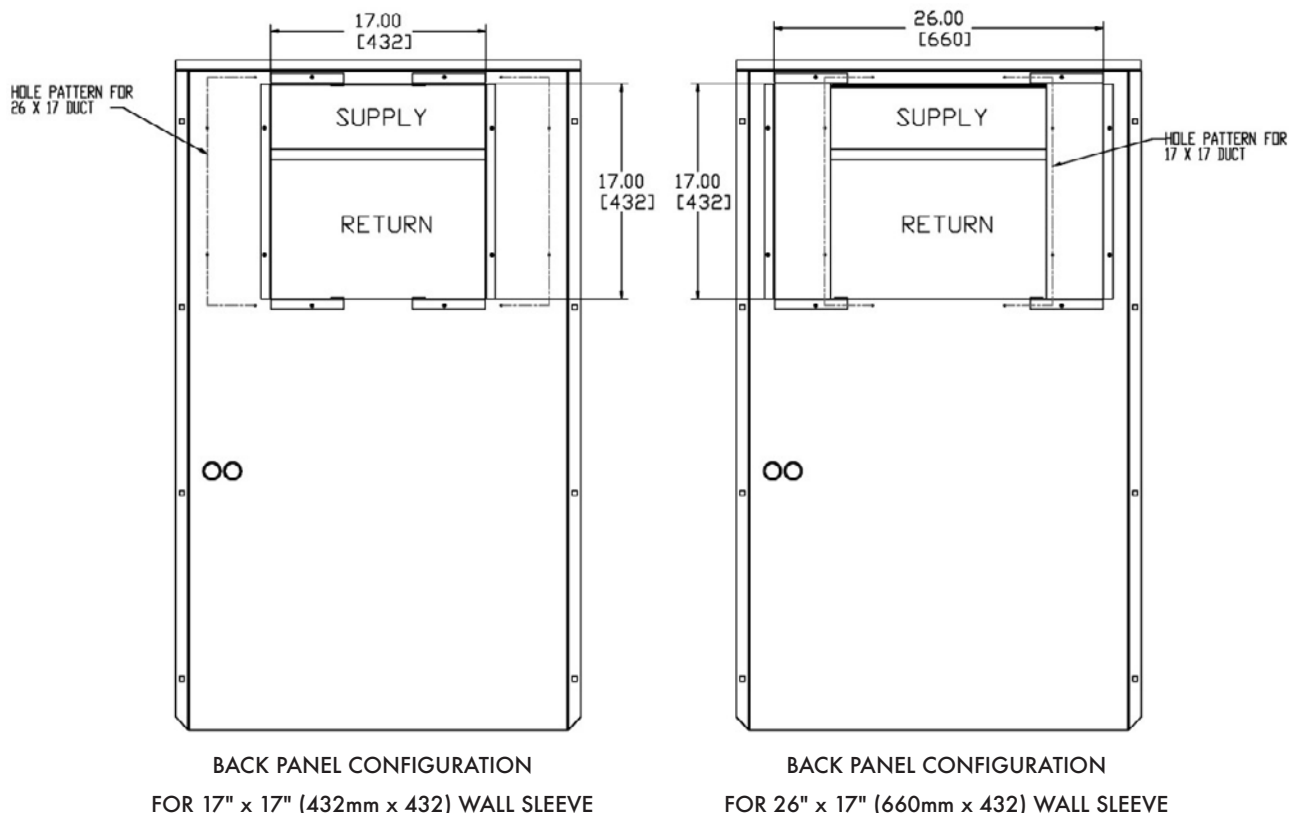 17.00
[432]
HOLE PATTERN FOR
26 X 17 DUCT
SUPPLY
RETURN
17.00
[432]
BACK PANEL CONFIGURATION
FOR 17" x 17" (432mm x 432) WALL SLEEVE
26.00
[660]
17.00
[432]
SUPPLY
RETURN
HOLE PATTERN FOR
17 X 17 DUCT
BACK PANEL CONFIGURATION
FOR 26" x 17" (660mm x 432) WALL SLEEVE